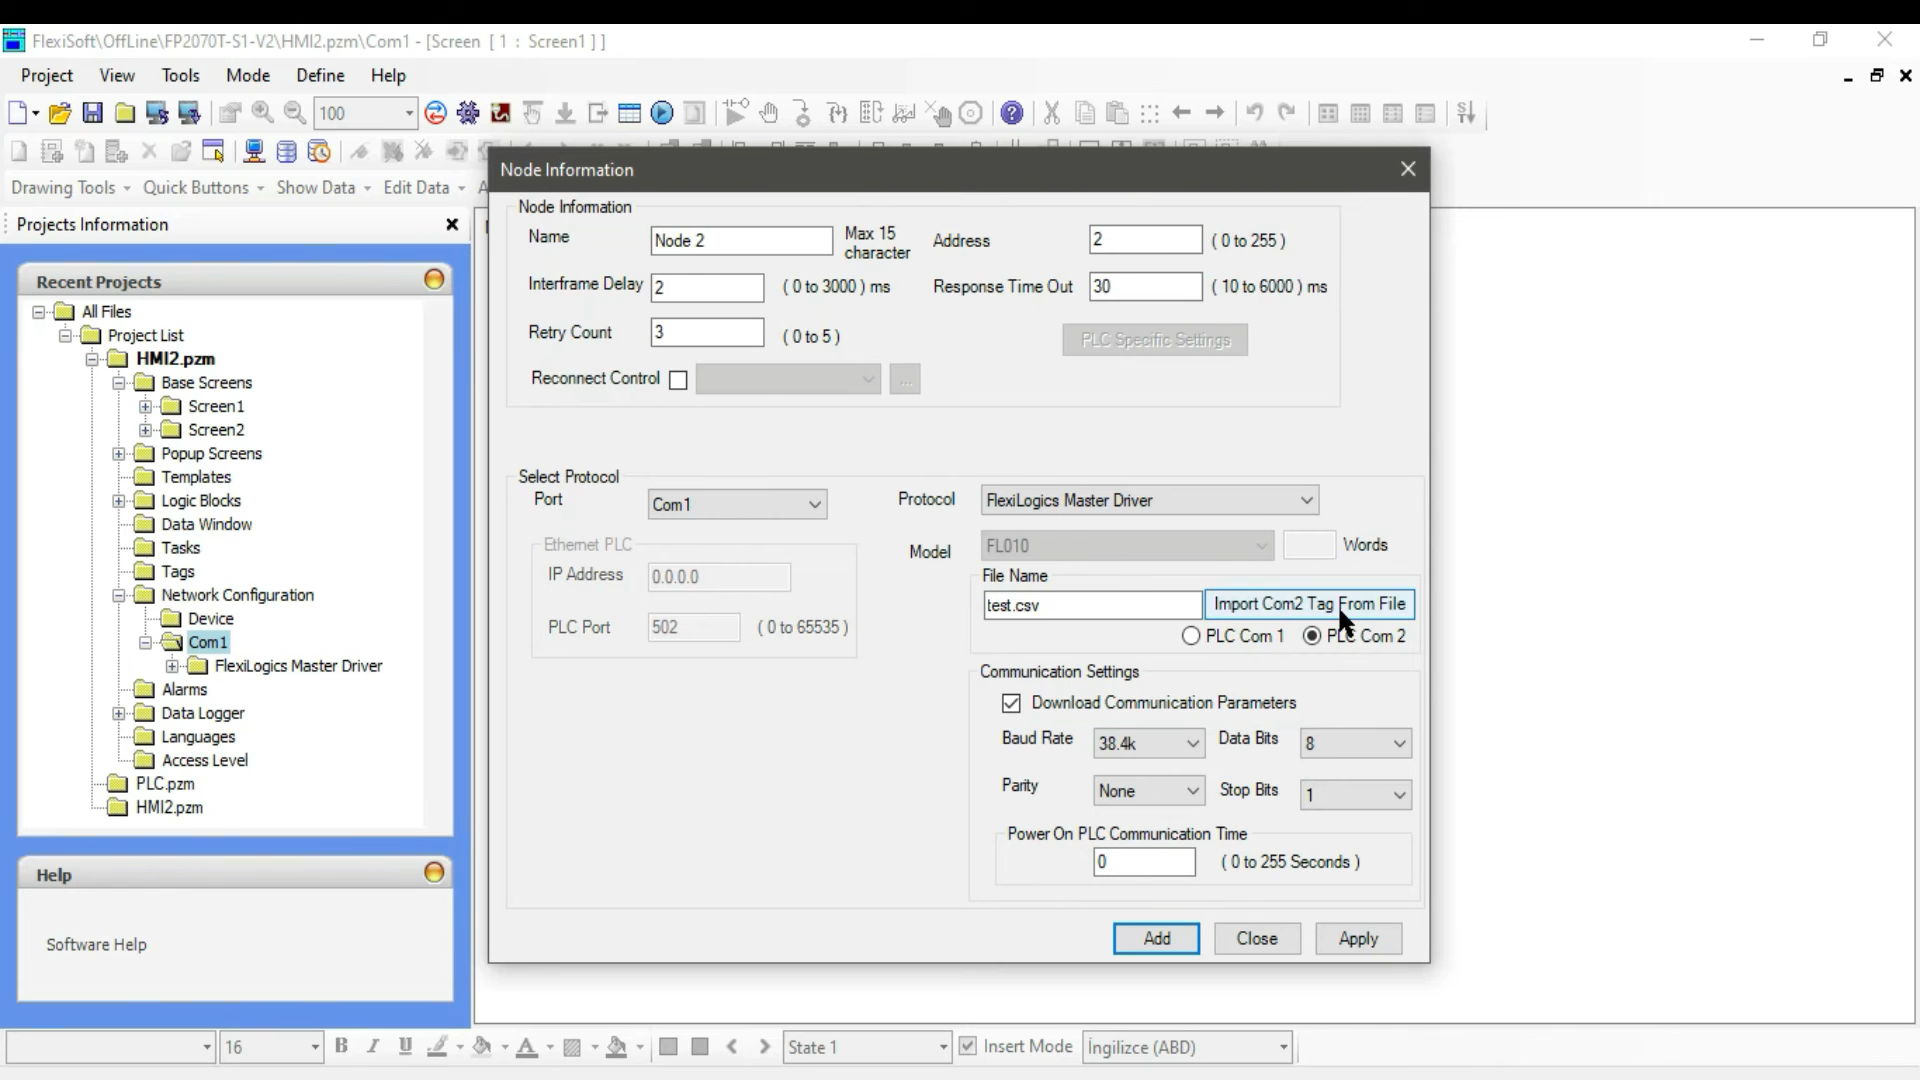 FlexiSoft\OffLine\FP2070T-S1-V2\HMI2.pzm\Com1 - [Screen [ 1 : Screen1 ] ]
Project View Tools Mode Define Help
100
Drawing Tools Quick Buttons Show Data Edit Data
Projects Information
Recent Projects
All Files
Project List
HMI2.pzm
Base Screens
Screen1
Screen2
Popup Screens
Templates
Logic Blocks
Data Window
Tasks
Tags
Network Configuration
Device
Com1
FlexiLogics Master Driver
Alarms
Data Logger
Languages
Access Level
PLC.pzm
HMI2.pzm
Help
Software Help
Node Information
Node Information
Name Node 2 Max 15 character Address 2 ( 0 to 255 )
Interframe Delay 2 ( 0 to 3000 ) ms Response Time Out 30 ( 10 to 6000 ) ms
Retry Count 3 ( 0 to 5 ) PLC Specific Settings
Reconnect Control ...
Select Protocol
Port Com1 Protocol FlexiLogics Master Driver
Ethernet PLC
IP Address 0.0.0.0
PLC Port 502 ( 0 to 65535 )
Model FL010 Words
File Name
test.csv Import Com2 Tag From File
PLC Com 1 PLC Com 2
Communication Settings
Download Communication Parameters
Baud Rate 38.4k Data Bits 8
Parity None Stop Bits 1
Power On PLC Communication Time
0 ( 0 to 255 Seconds )
Add Close Apply
16 B I U A State 1 Insert Mode İngilizce (ABD)